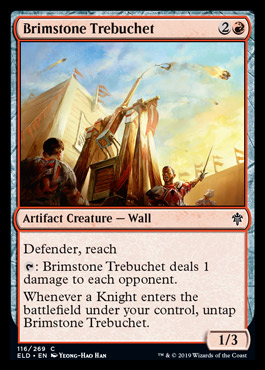 Brimstone Trebuchet 2
Artifact Creature — Wall
Defender, reach
: Brimstone Trebuchet deals 1
damage to each opponent.
Whenever a Knight enters the
battlefield under your control, untap
Brimstone Trebuchet.
1/3
116/269 C
ELD • EN Yeong-Hao Han
™ & © 2019 Wizards of the Coast